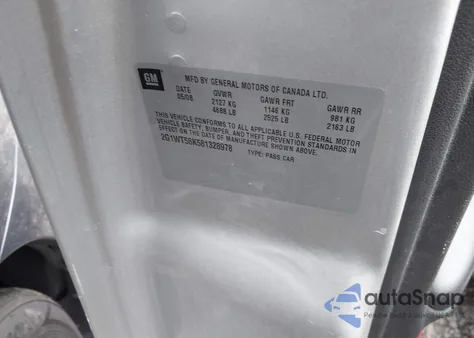 GM
MFD BY GENERAL MOTORS OF CANADA LTD.
DATE GVWR GAWR FRT GAWR RR
05/08 2127 KG 1146 KG 981 KG
4688 LB 2525 LB 2163 LB
THIS VEHICLE CONFORMS TO ALL APPLICABLE U.S. FEDERAL MOTOR
VEHICLE SAFETY, BUMPER, AND THEFT PREVENTION STANDARDS IN
EFFECT ON THE DATE OF MANUFACTURE SHOWN ABOVE.
2G1WT58K581328978
TYPE: PASS CAR
autoSnap